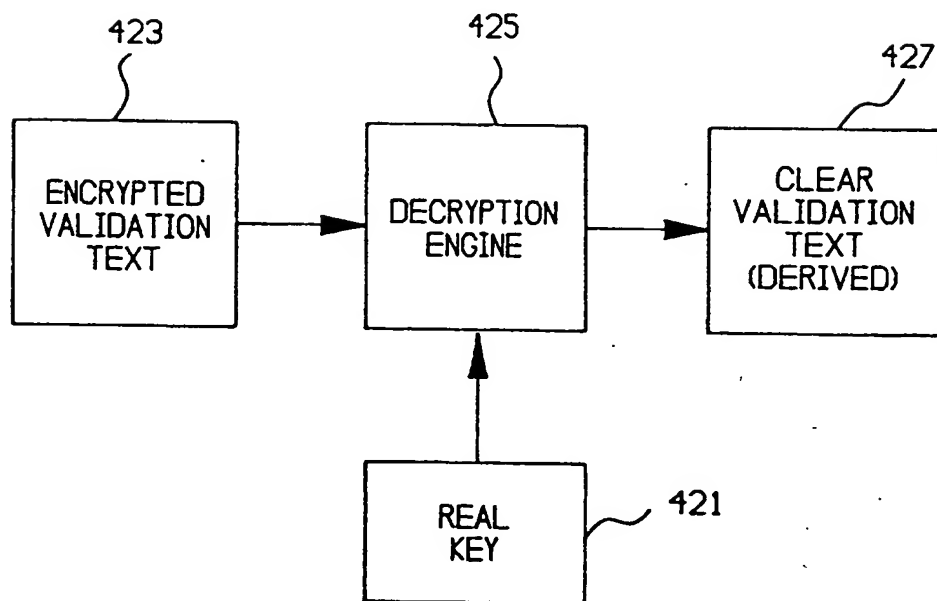 423
425
427
ENCRYPTED
VALIDATION
TEXT
DECRYPTION
ENGINE
CLEAR
VALIDATION
TEXT
(DERIVED)
REAL
KEY
421